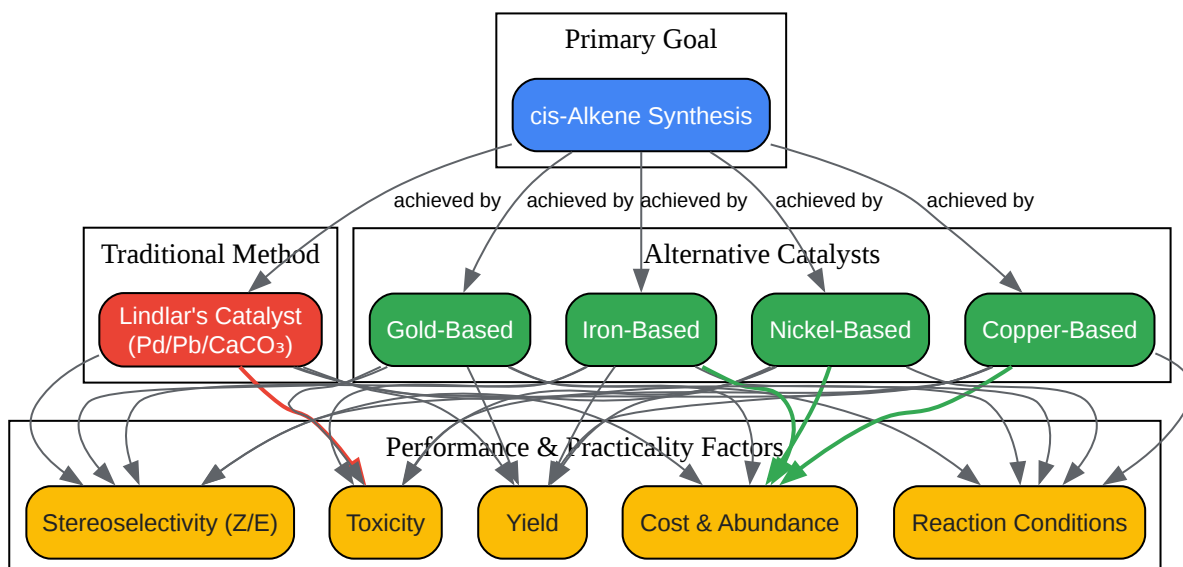 Primary Goal
cis-Alkene Synthesis
achieved by
achieved by
achieved by
achieved by
achieved by
Traditional Method
Alternative Catalysts
Lindlar's Catalyst
(Pd/Pb/CaCO₃)
Gold-Based
Iron-Based
Nickel-Based
Copper-Based
Performance & Practicality Factors
Stereoselectivity (Z/E)
Toxicity
Yield
Cost & Abundance
Reaction Conditions